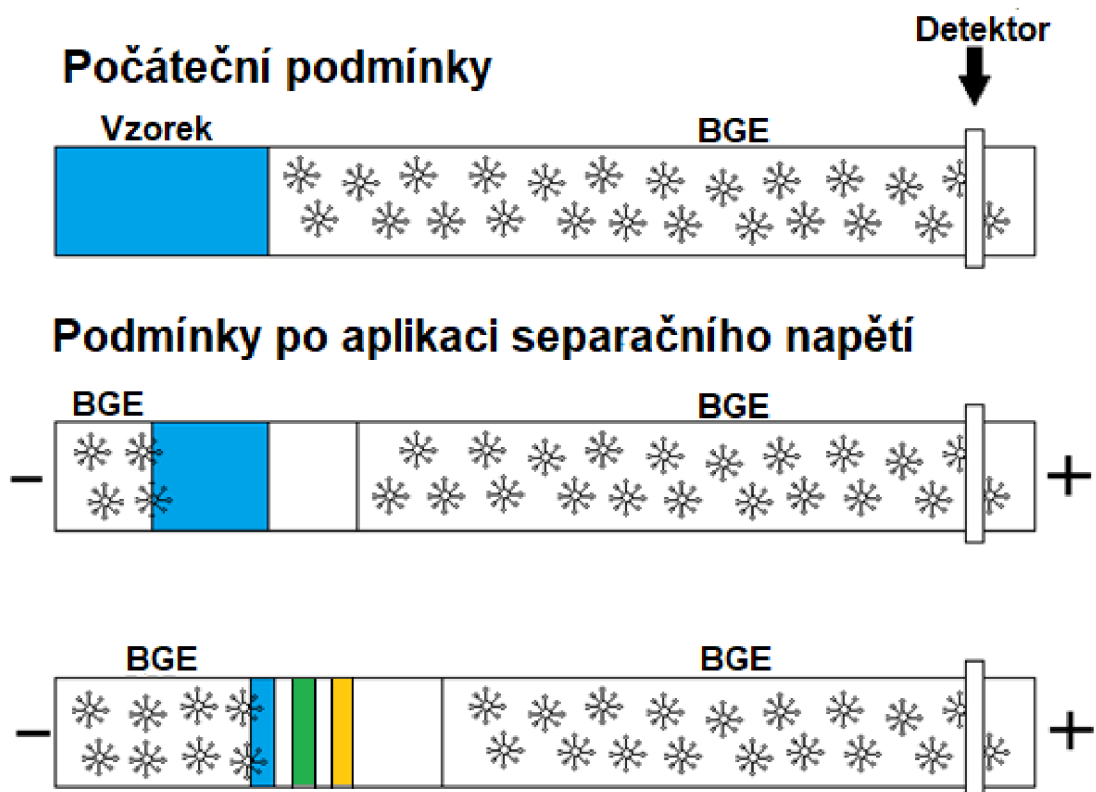 Detektor
Počáteční podmínky
Vzorek
BGE
Podmínky po aplikaci separačního napětí
BGE
BGE
–
+
BGE
BGE
–
+